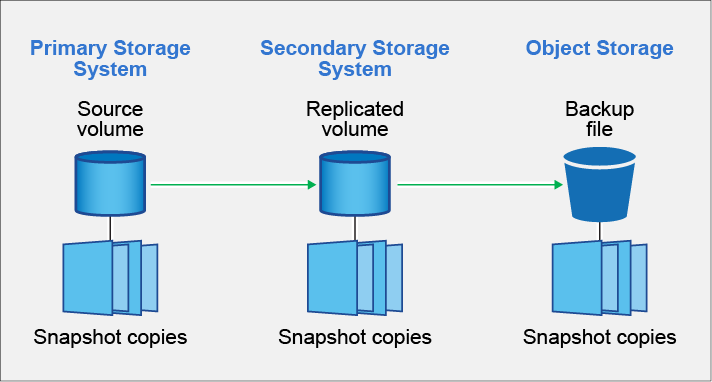 Primary Storage
System
Secondary Storage
System
Object Storage
Source
volume
Replicated
volume
Backup
file
Snapshot copies
Snapshot copies
Snapshot copies